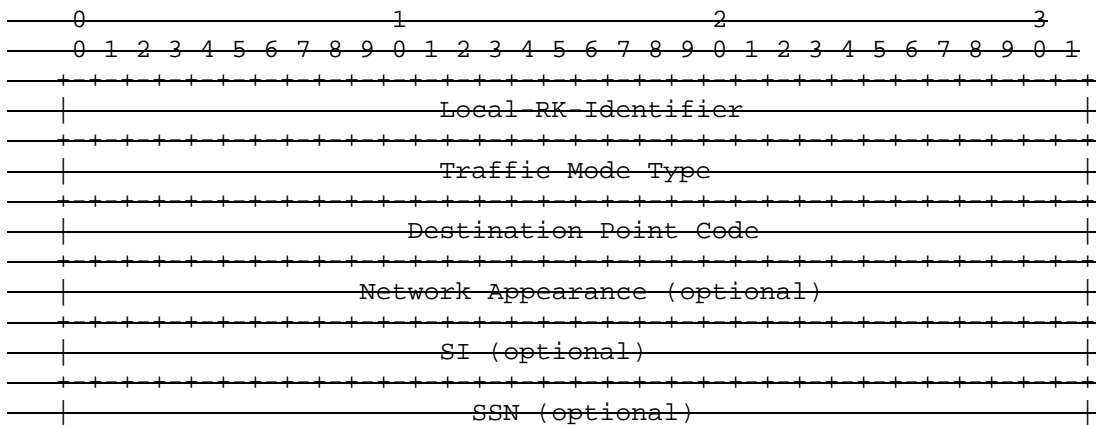 0                   1                   2                   3
0 1 2 3 4 5 6 7 8 9 0 1 2 3 4 5 6 7 8 9 0 1 2 3 4 5 6 7 8 9 0 1
+-+-+-+-+-+-+-+-+-+-+-+-+-+-+-+-+-+-+-+-+-+-+-+-+-+-+-+-+-+-+-+-+
|                       Local-RK-Identifier                     |
+-+-+-+-+-+-+-+-+-+-+-+-+-+-+-+-+-+-+-+-+-+-+-+-+-+-+-+-+-+-+-+-+
|                       Traffic Mode Type                       |
+-+-+-+-+-+-+-+-+-+-+-+-+-+-+-+-+-+-+-+-+-+-+-+-+-+-+-+-+-+-+-+-+
|                     Destination Point Code                    |
+-+-+-+-+-+-+-+-+-+-+-+-+-+-+-+-+-+-+-+-+-+-+-+-+-+-+-+-+-+-+-+-+
|                  Network Appearance (optional)                |
+-+-+-+-+-+-+-+-+-+-+-+-+-+-+-+-+-+-+-+-+-+-+-+-+-+-+-+-+-+-+-+-+
|                       SI (optional)                           |
+-+-+-+-+-+-+-+-+-+-+-+-+-+-+-+-+-+-+-+-+-+-+-+-+-+-+-+-+-+-+-+-+
|                         SSN (optional)                        |